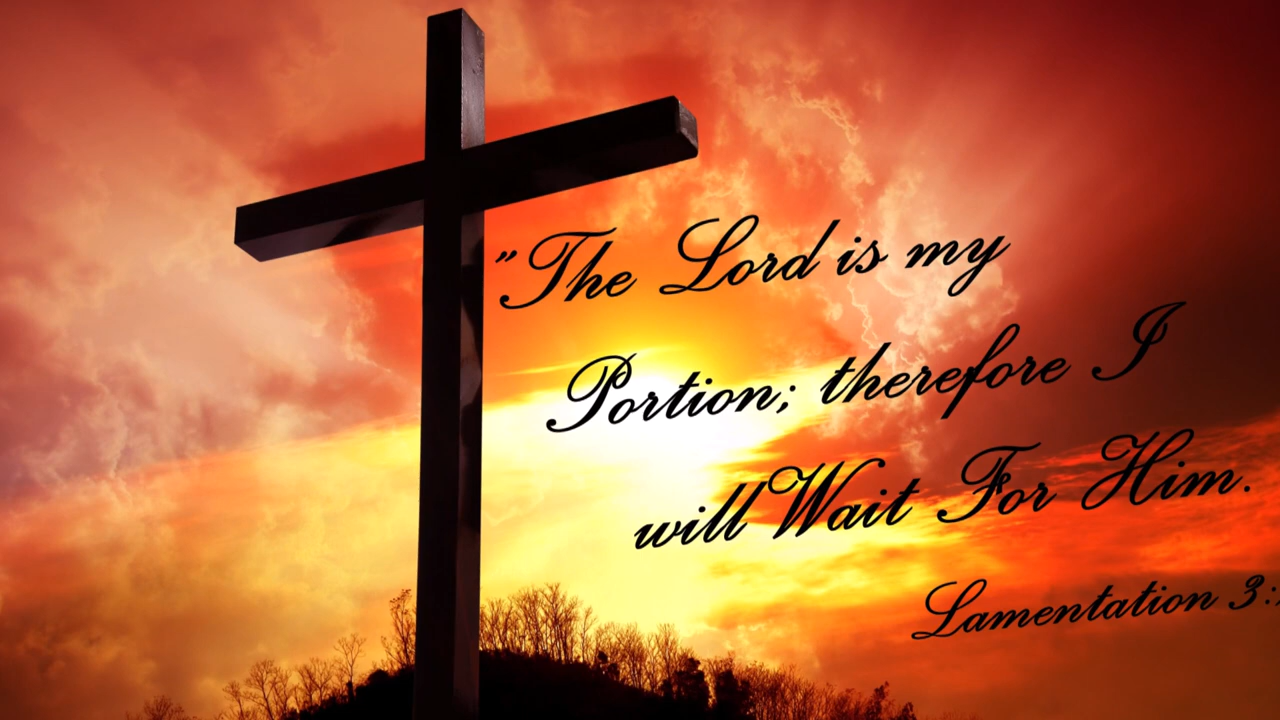 "The Lord is my
Portion; therefore I
will Wait For Him.
Lamentation 3: